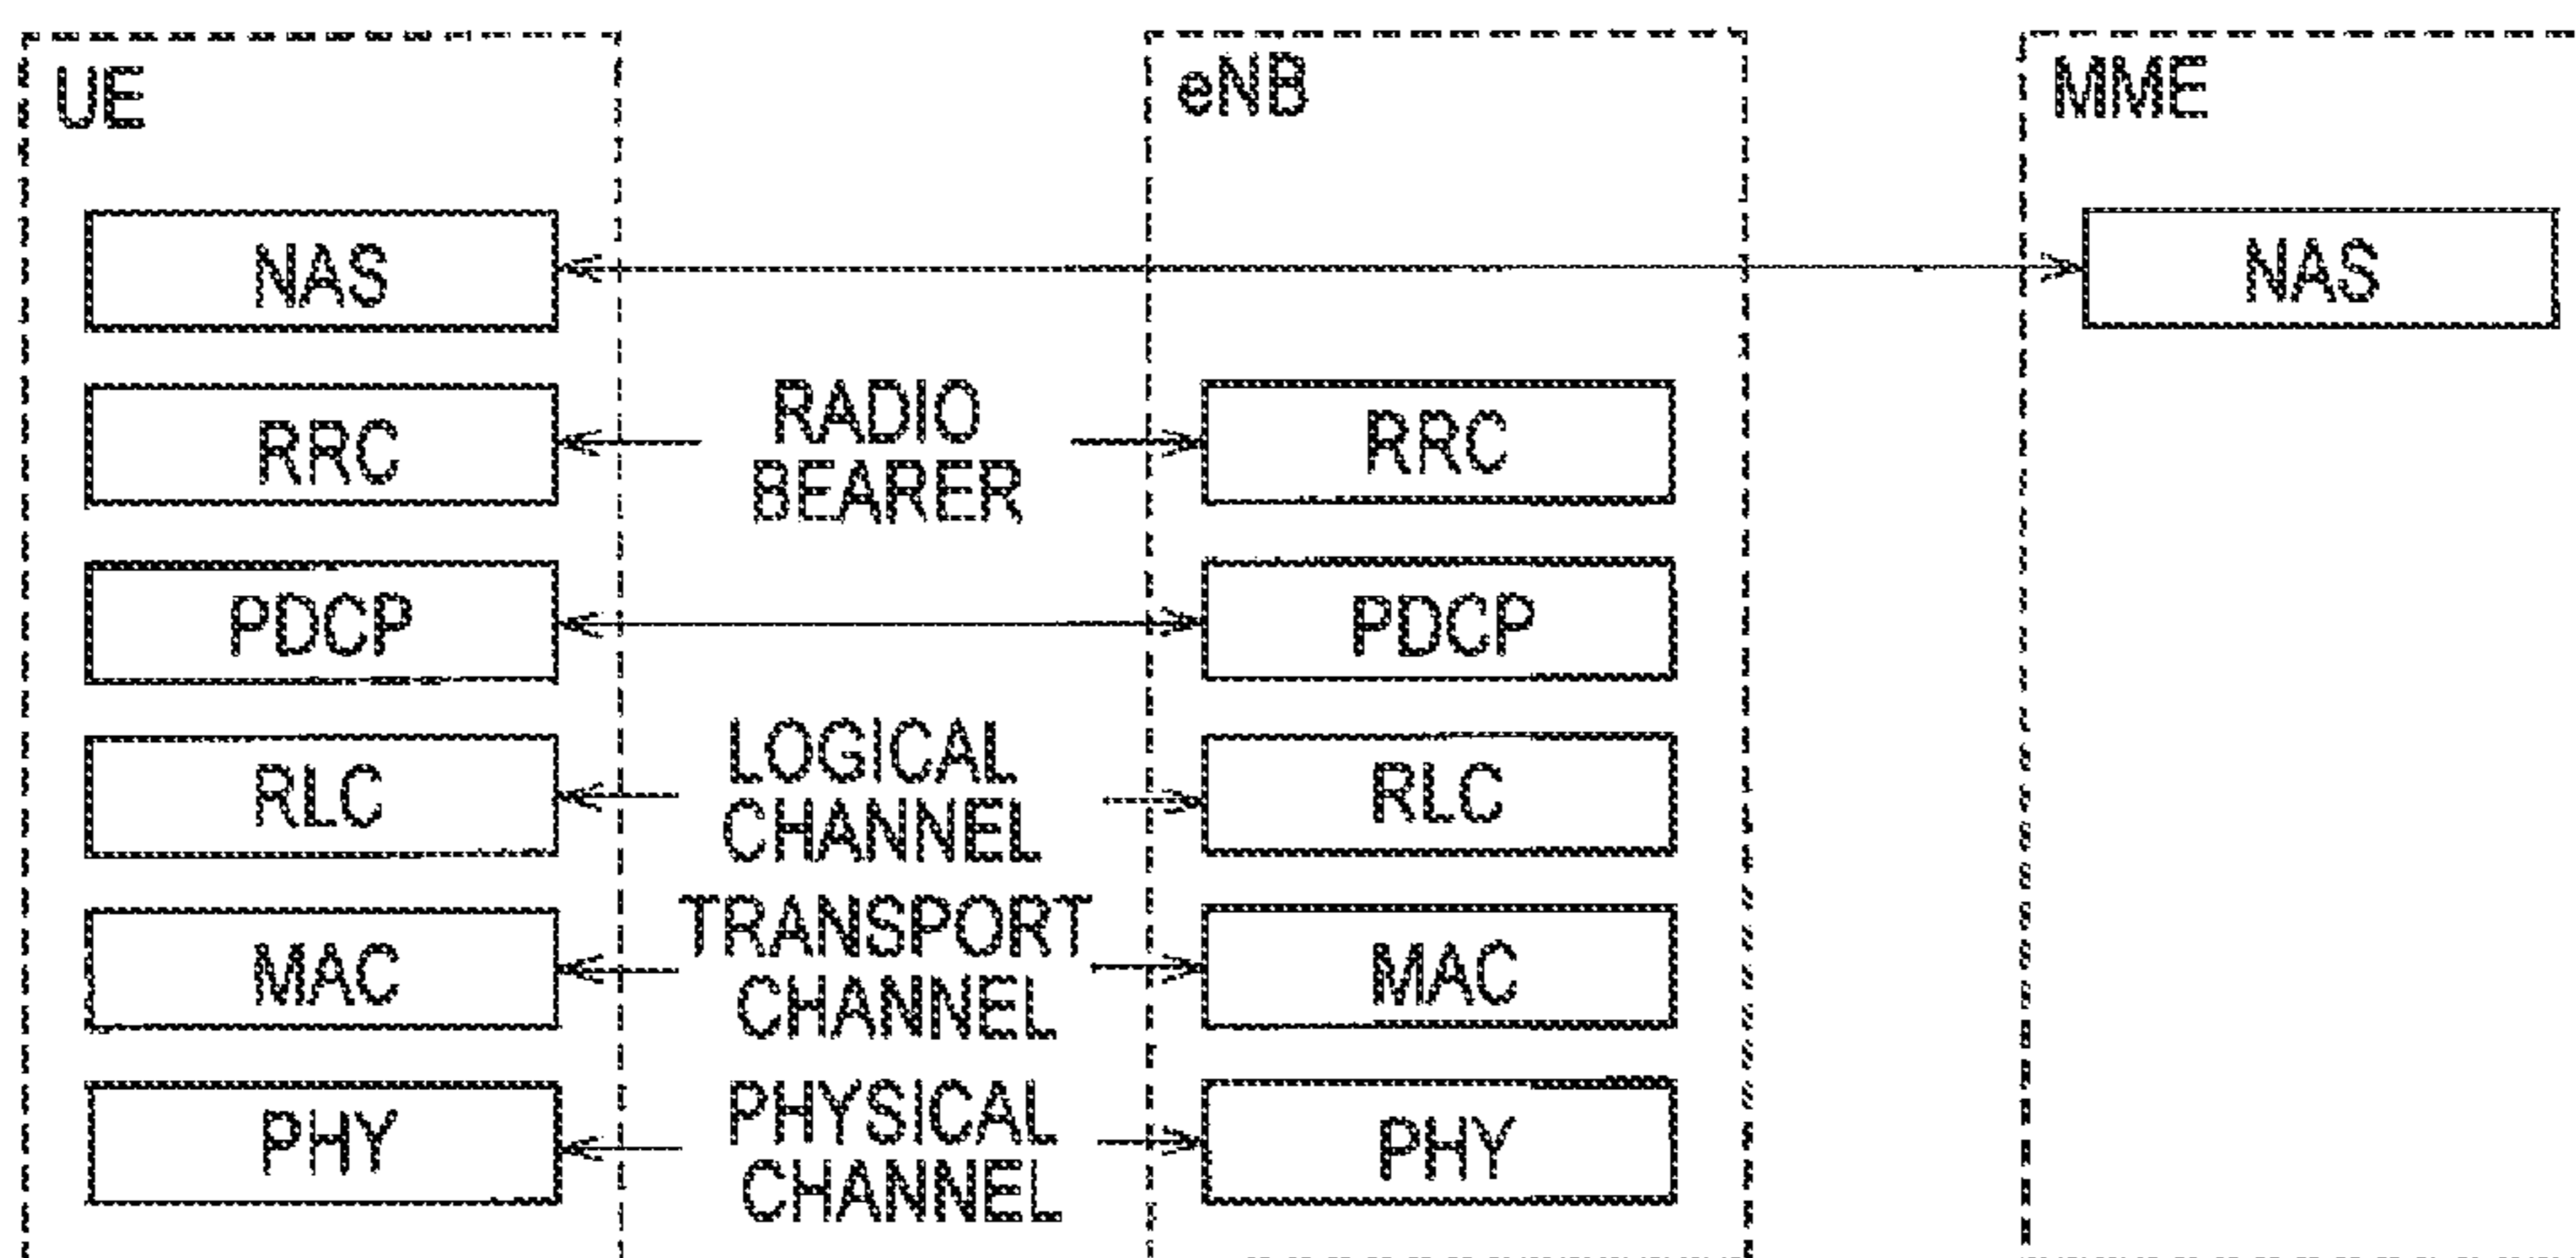 UE
eNB
MME
NAS
NAS
RRC
RADIO
BEARER
RRC
PDCP
PDCP
RLC
LOGICAL
CHANNEL
RLC
MAC
TRANSPORT
CHANNEL
MAC
PHY
PHYSICAL
CHANNEL
PHY